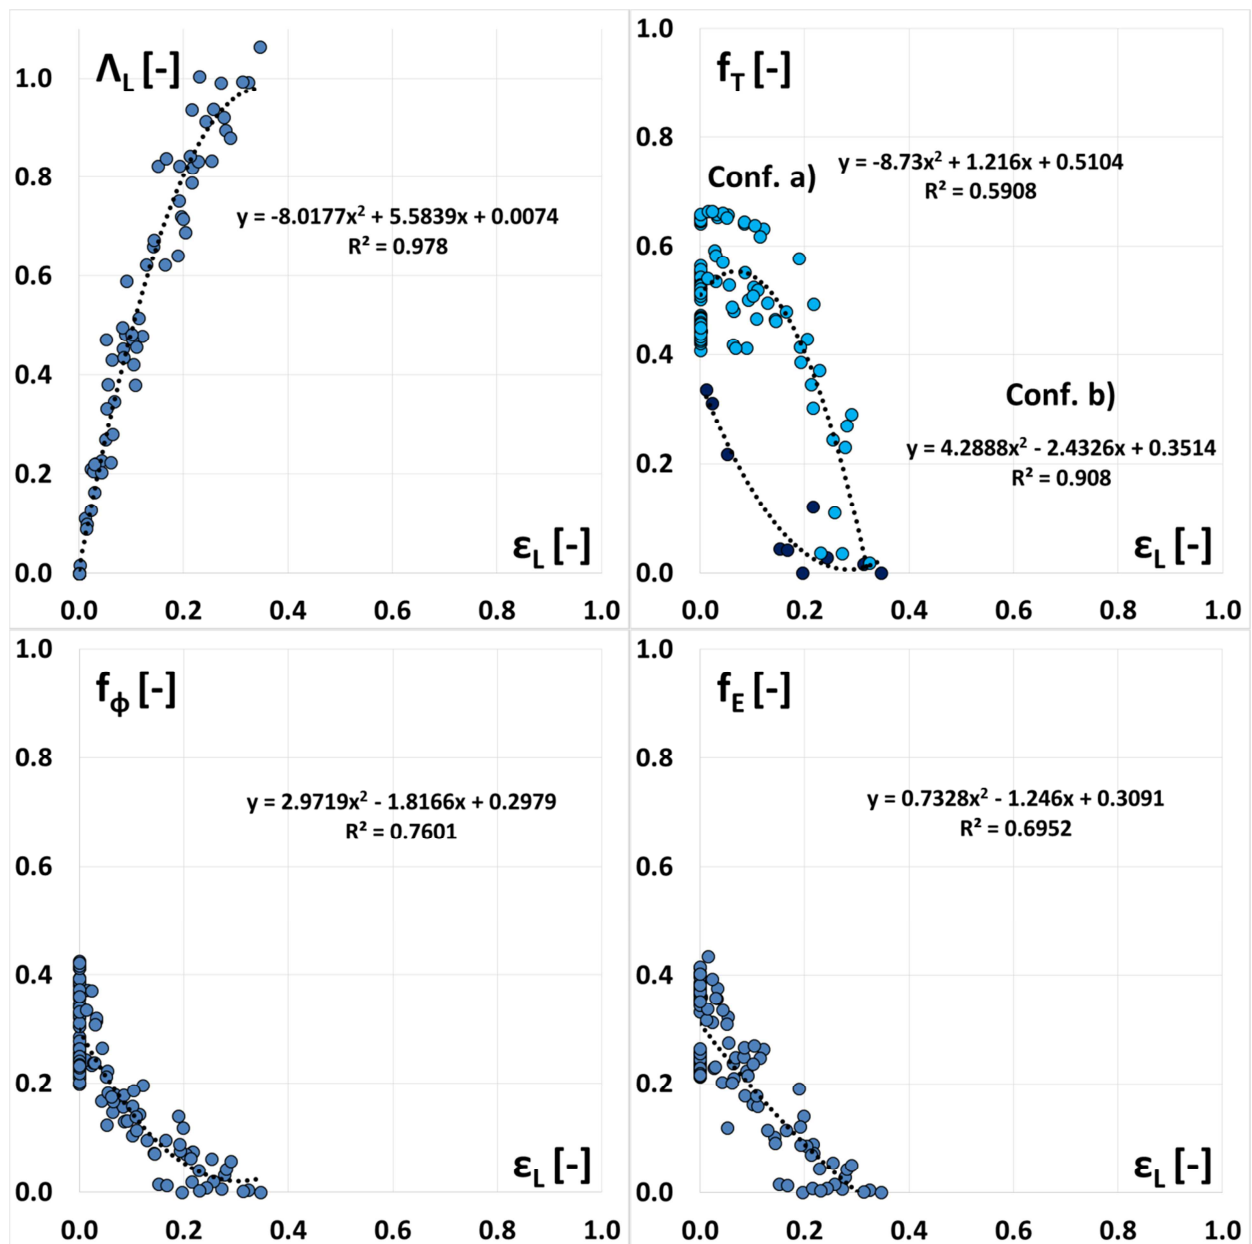 Λ_L [-]
1.0
0.8
0.6
0.4
0.2
0.0
y = -8.0177x² + 5.5839x + 0.0074
R² = 0.978
ε_L [-]
0.0 0.2 0.4 0.6 0.8 1.0
f_T [-]
1.0
0.8
0.6
0.4
0.2
0.0
Conf. a)
y = -8.73x² + 1.216x + 0.5104
R² = 0.5908
Conf. b)
y = 4.2888x² - 2.4326x + 0.3514
R² = 0.908
ε_L [-]
0.0 0.2 0.4 0.6 0.8 1.0
f_ϕ [-]
1.0
0.8
0.6
0.4
0.2
0.0
y = 2.9719x² - 1.8166x + 0.2979
R² = 0.7601
ε_L [-]
0.0 0.2 0.4 0.6 0.8 1.0
f_E [-]
1.0
0.8
0.6
0.4
0.2
0.0
y = 0.7328x² - 1.246x + 0.3091
R² = 0.6952
ε_L [-]
0.0 0.2 0.4 0.6 0.8 1.0